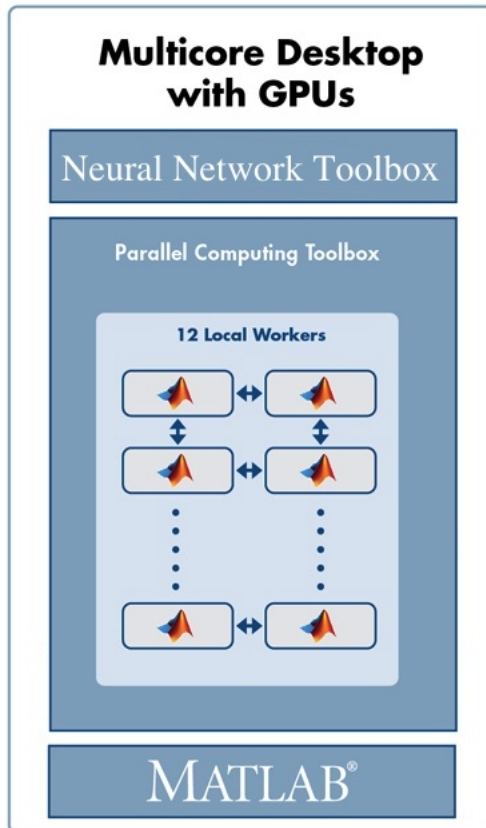 Multicore Desktop
with GPUs
Neural Network Toolbox
Parallel Computing Toolbox
12 Local Workers
MATLAB®